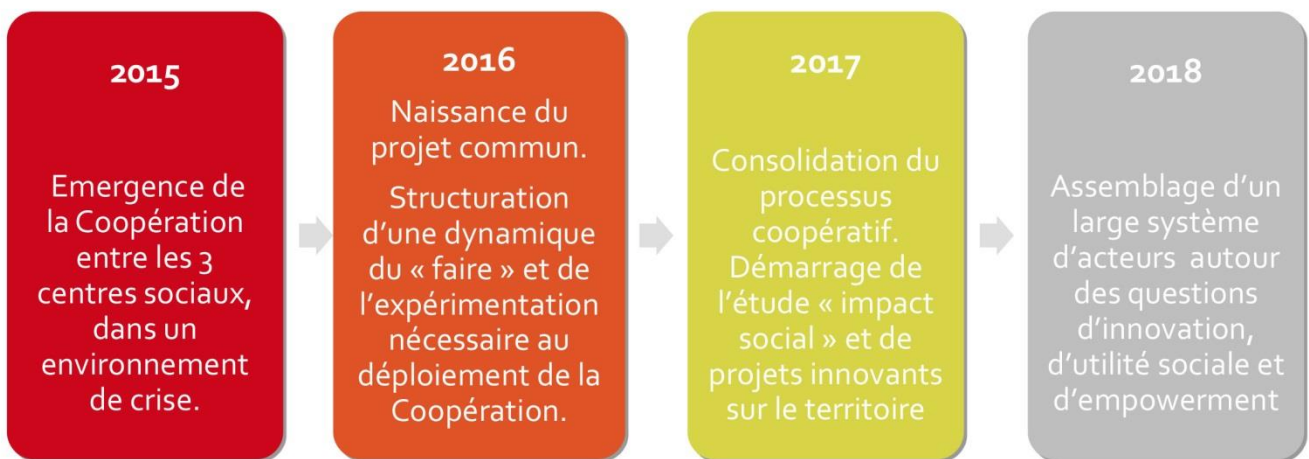 2015
Emergence de
la Coopération
entre les 3
centres sociaux,
dans un
environnement
de crise.
2016
Naissance du
projet commun.
Structuration
d’une dynamique
du « faire » et de
l’expérimentation
nécessaire au
déploiement de la
Coopération.
2017
Consolidation du
processus
coopératif.
Démarrage de
l’étude « impact
social » et de
projets innovants
sur le territoire
2018
Assemblage d’un
large système
d’acteurs autour
des questions
d’innovation,
d’utilité sociale et
d’empowerment